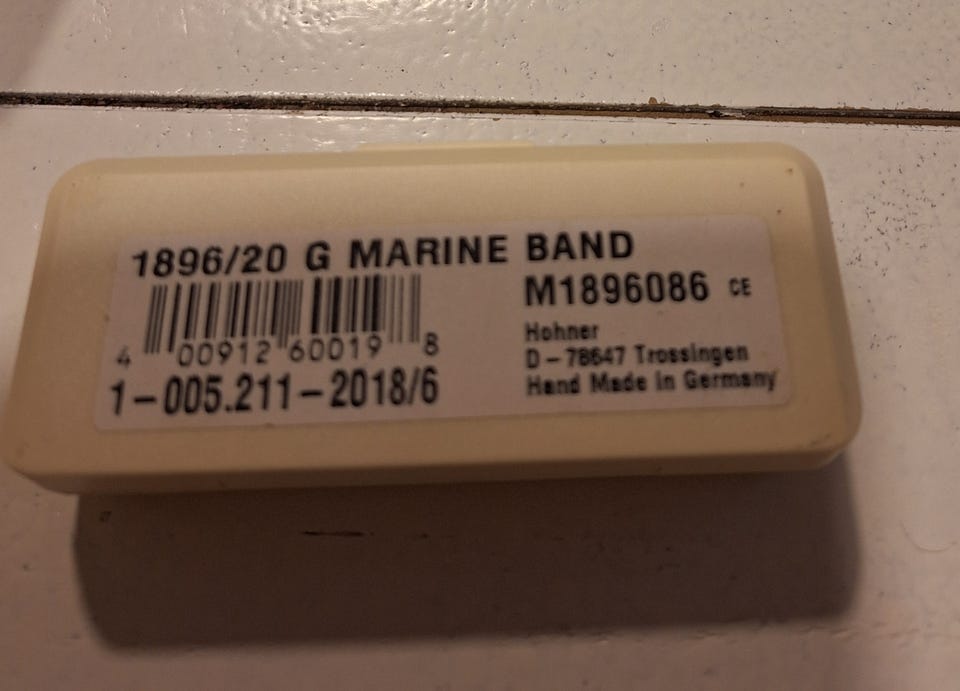 1896/20 G MARINE BAND
M1896086 CE
4 00912 60019 8
1-005.211-2018/6
Hohner
D-78647 Trossingen
Hand Made in Germany